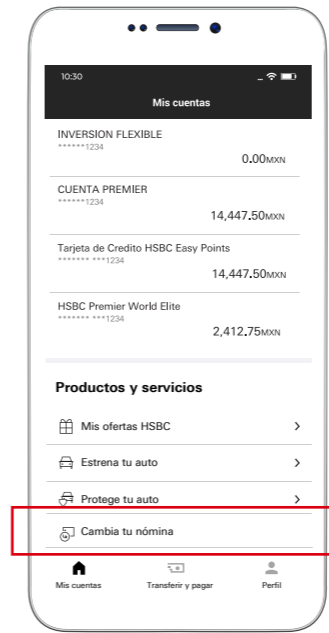 10:30
Mis cuentas
INVERSION FLEXIBLE
******1234
0.00MXN
CUENTA PREMIER
******1234
14,447.50MXN
Tarjeta de Credito HSBC Easy Points
******* ***1234
14,447.50MXN
HSBC Premier World Elite
******* ***1234
2,412.75MXN
Productos y servicios
Mis ofertas HSBC
Estrena tu auto
Protege tu auto
Cambia tu nómina
Mis cuentas Transferir y pagar Perfil